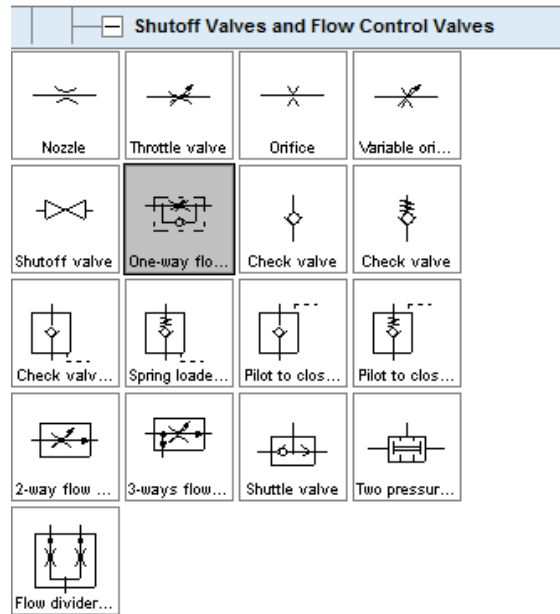 Shutoff Valves and Flow Control Valves
Nozzle
Throttle valve
Orifice
Variable ori...
Shutoff valve
One-way flo...
Check valve
Check valve
Check valv...
Spring loade...
Pilot to clos...
Pilot to clos...
2-way flow ...
3-ways flow...
Shuttle valve
Two pressur...
Flow divider...